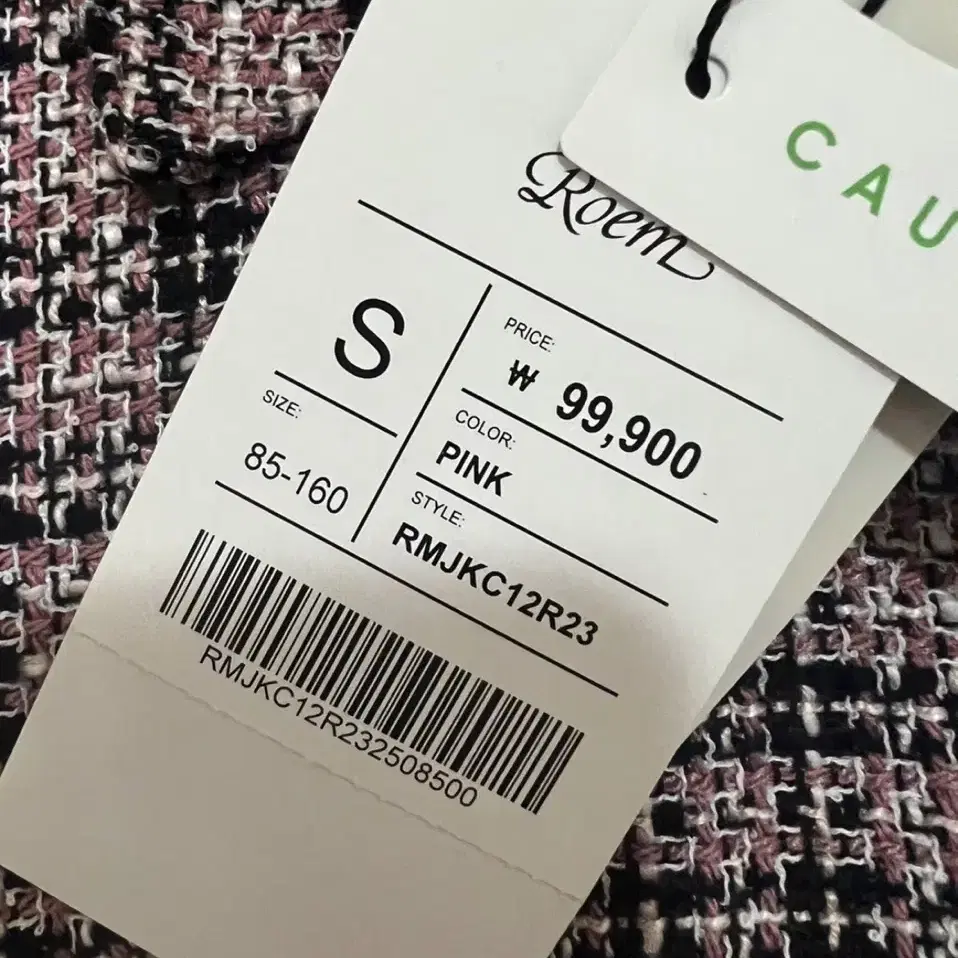 CAU
Roem
S
SIZE:
85-160
PRICE:
₩ 99,900
COLOR:
PINK
STYLE:
RMJKC12R23
RMJKC12R232508500